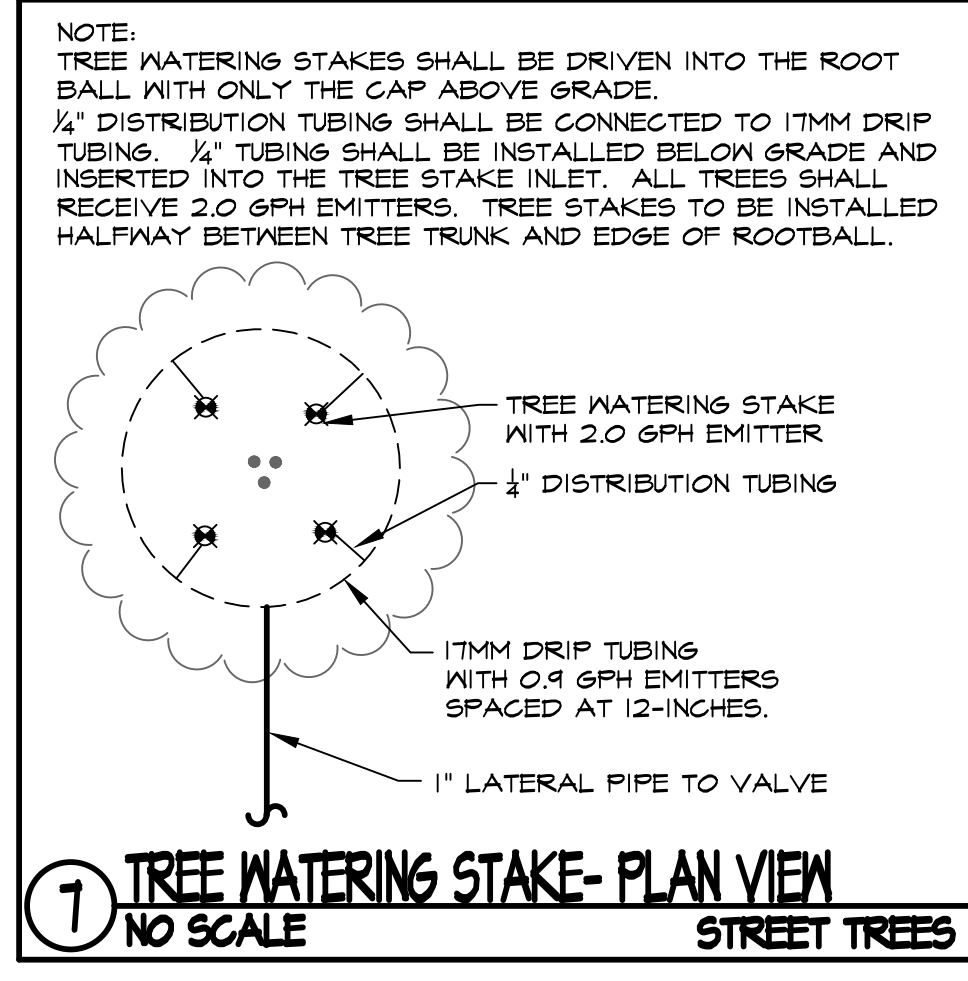 NOTE:
TREE WATERING STAKES SHALL BE DRIVEN INTO THE ROOT
BALL WITH ONLY THE CAP ABOVE GRADE.
¼" DISTRIBUTION TUBING SHALL BE CONNECTED TO 17MM DRIP
TUBING. ¼" TUBING SHALL BE INSTALLED BELOW GRADE AND
INSERTED INTO THE TREE STAKE INLET. ALL TREES SHALL
RECEIVE 2.0 GPH EMITTERS. TREE STAKES TO BE INSTALLED
HALFWAY BETWEEN TREE TRUNK AND EDGE OF ROOTBALL.
TREE WATERING STAKE
WITH 2.0 GPH EMITTER
¼" DISTRIBUTION TUBING
17MM DRIP TUBING
WITH 0.9 GPH EMITTERS
SPACED AT 12-INCHES.
1" LATERAL PIPE TO VALVE
7
TREE WATERING STAKE- PLAN VIEW
NO SCALE
STREET TREES